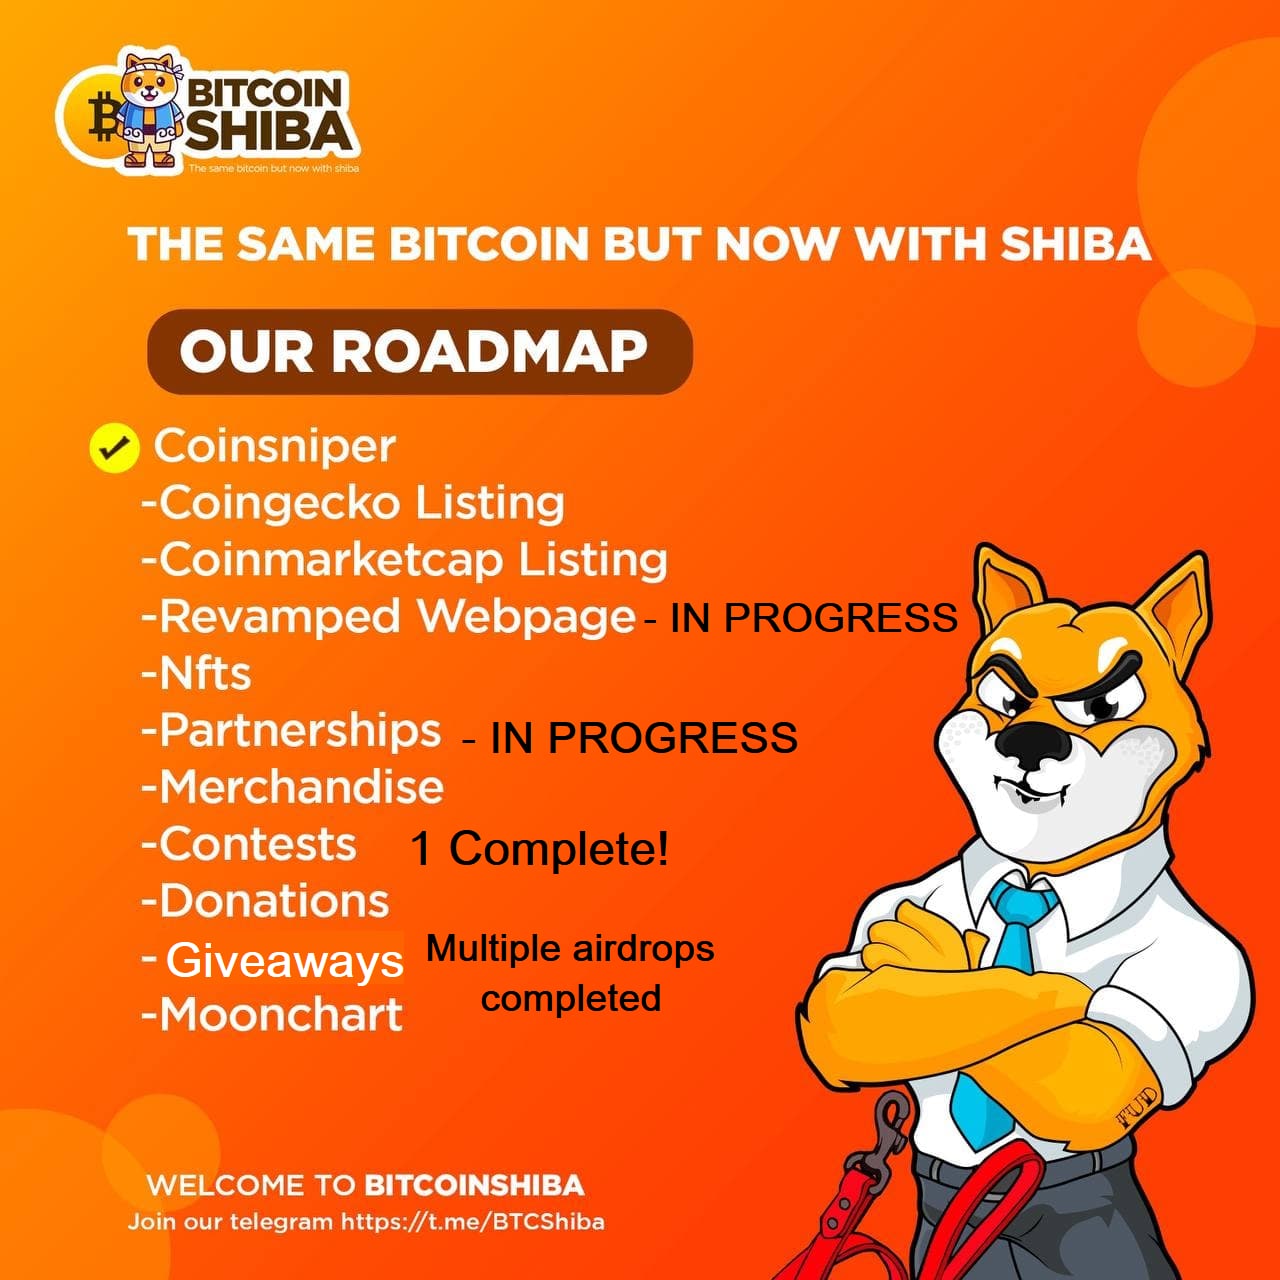 BITCOIN
SHIBA
The same bitcoin but now with shiba
THE SAME BITCOIN BUT NOW WITH SHIBA
OUR ROADMAP
Coinsniper
-Coingecko Listing
-Coinmarketcap Listing
-Revamped Webpage - IN PROGRESS
-Nfts
-Partnerships - IN PROGRESS
-Merchandise
-Contests 1 Complete!
-Donations
- Giveaways Multiple airdrops
completed
-Moonchart
FUD
WELCOME TO BITCOINSHIBA
Join our telegram https://t.me/BTCShiba